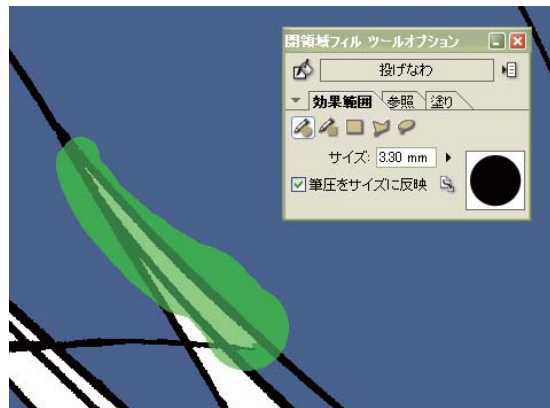 閉領域フィル ツールオプション
投げなわ
効果範囲 参照 塗り
サイズ: 3.30 mm
筆圧をサイズに反映